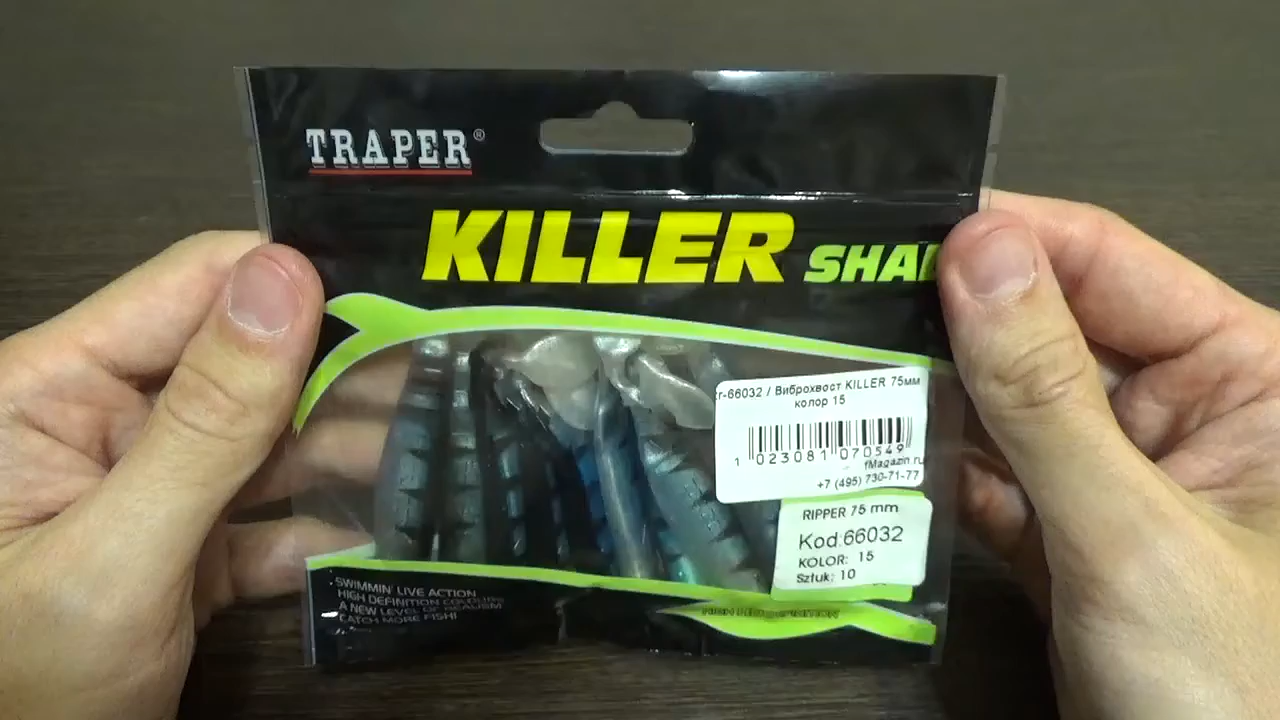 TRAPER®
KILLER SHAD
tr-66032 / Виброхвост KILLER 75мм
колор 15
1 023081 070549
fMagazin.ru
+7 (495) 730-71-77
RIPPER 75 mm
Kod 66032
KOLOR: 15
Sztuk: 10
SWIMMIN' LIVE ACTION
HIGH DEFINITION COLOURS
A NEW LEVEL OF REALISM
CATCH MORE FISH!